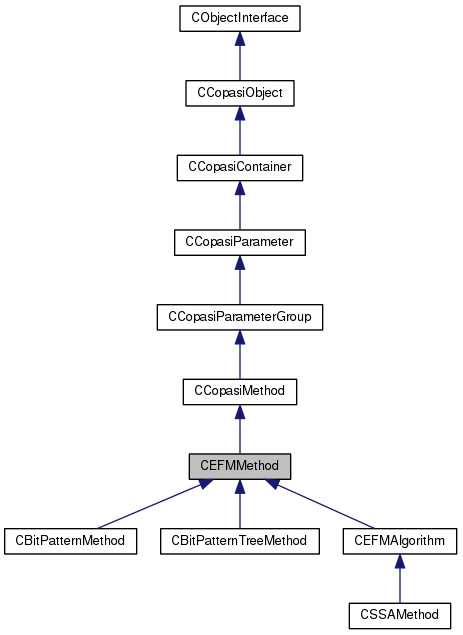 CObjectInterface
CCopasiObject
CCopasiContainer
CCopasiParameter
CCopasiParameterGroup
CCopasiMethod
CEFMMethod
CBitPatternMethod
CBitPatternTreeMethod
CEFMAlgorithm
CSSAMethod